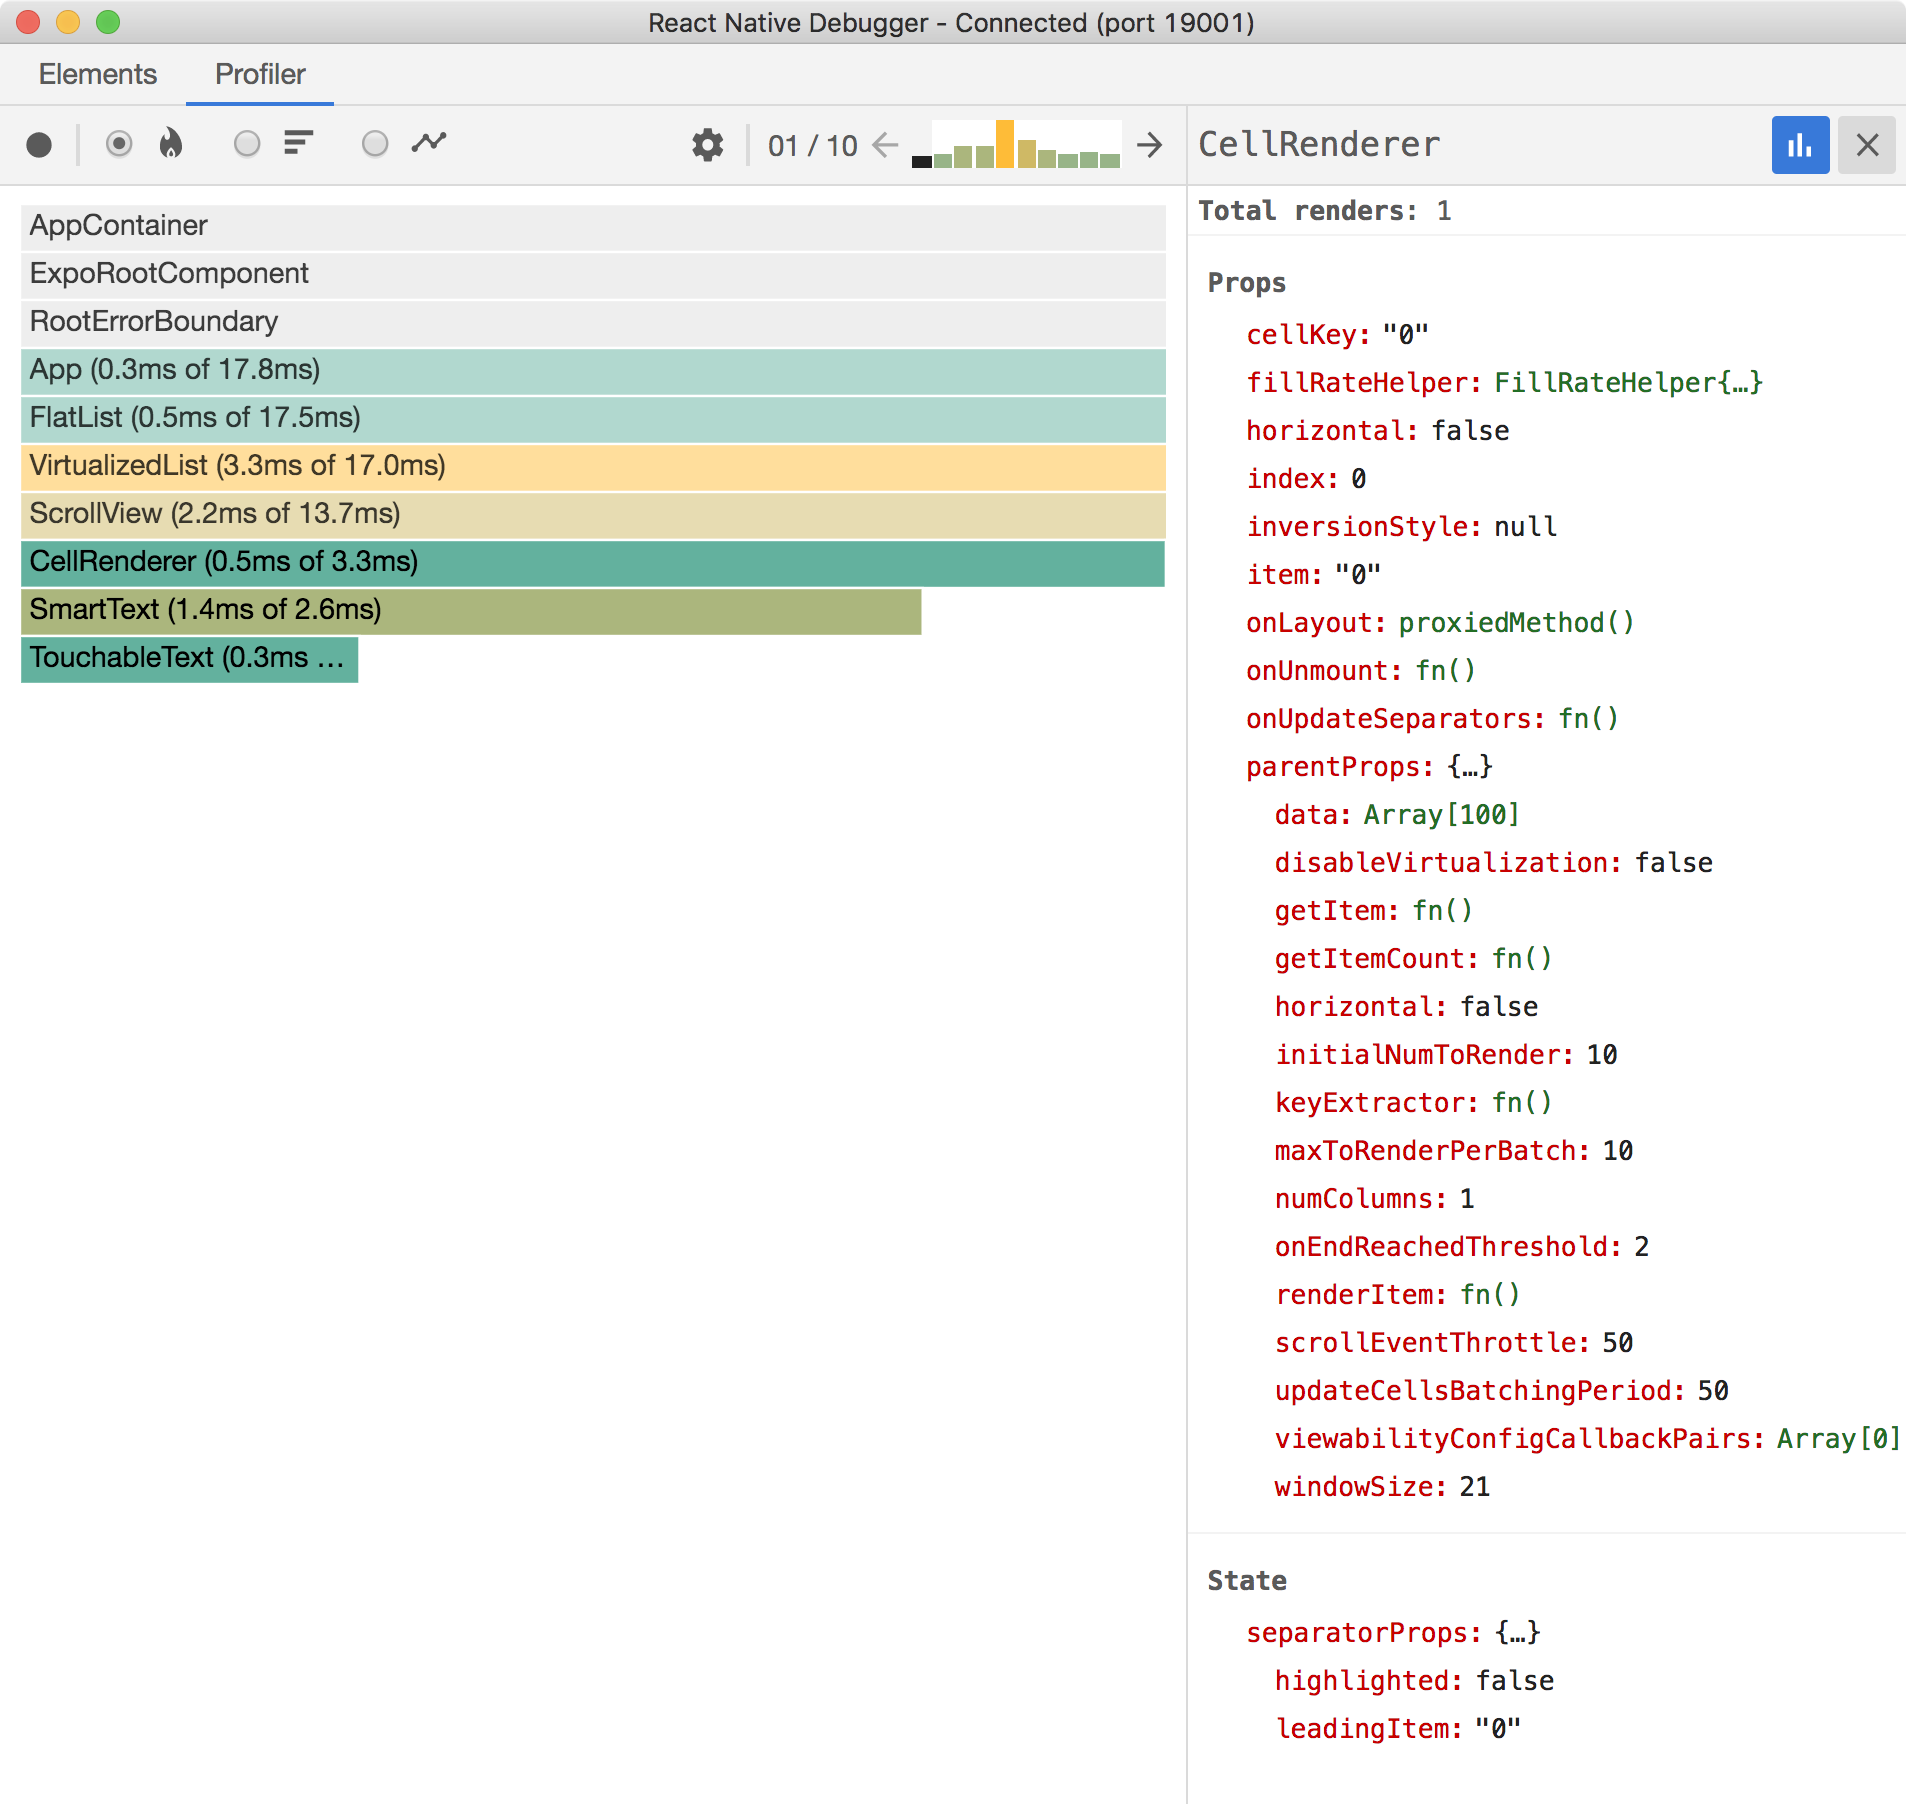 React Native Debugger - Connected (port 19001)
Elements
Profiler
01 / 10
CellRenderer
AppContainer
ExpoRootComponent
RootErrorBoundary
App (0.3ms of 17.8ms)
FlatList (0.5ms of 17.5ms)
VirtualizedList (3.3ms of 17.0ms)
ScrollView (2.2ms of 13.7ms)
CellRenderer (0.5ms of 3.3ms)
SmartText (1.4ms of 2.6ms)
TouchableText (0.3ms …
Total renders: 1
Props
cellKey: "0"
fillRateHelper: FillRateHelper{…}
horizontal: false
index: 0
inversionStyle: null
item: "0"
onLayout: proxiedMethod()
onUnmount: fn()
onUpdateSeparators: fn()
parentProps: {…}
data: Array[100]
disableVirtualization: false
getItem: fn()
getItemCount: fn()
horizontal: false
initialNumToRender: 10
keyExtractor: fn()
maxToRenderPerBatch: 10
numColumns: 1
onEndReachedThreshold: 2
renderItem: fn()
scrollEventThrottle: 50
updateCellsBatchingPeriod: 50
viewabilityConfigCallbackPairs: Array[0]
windowSize: 21
State
separatorProps: {…}
highlighted: false
leadingItem: "0"